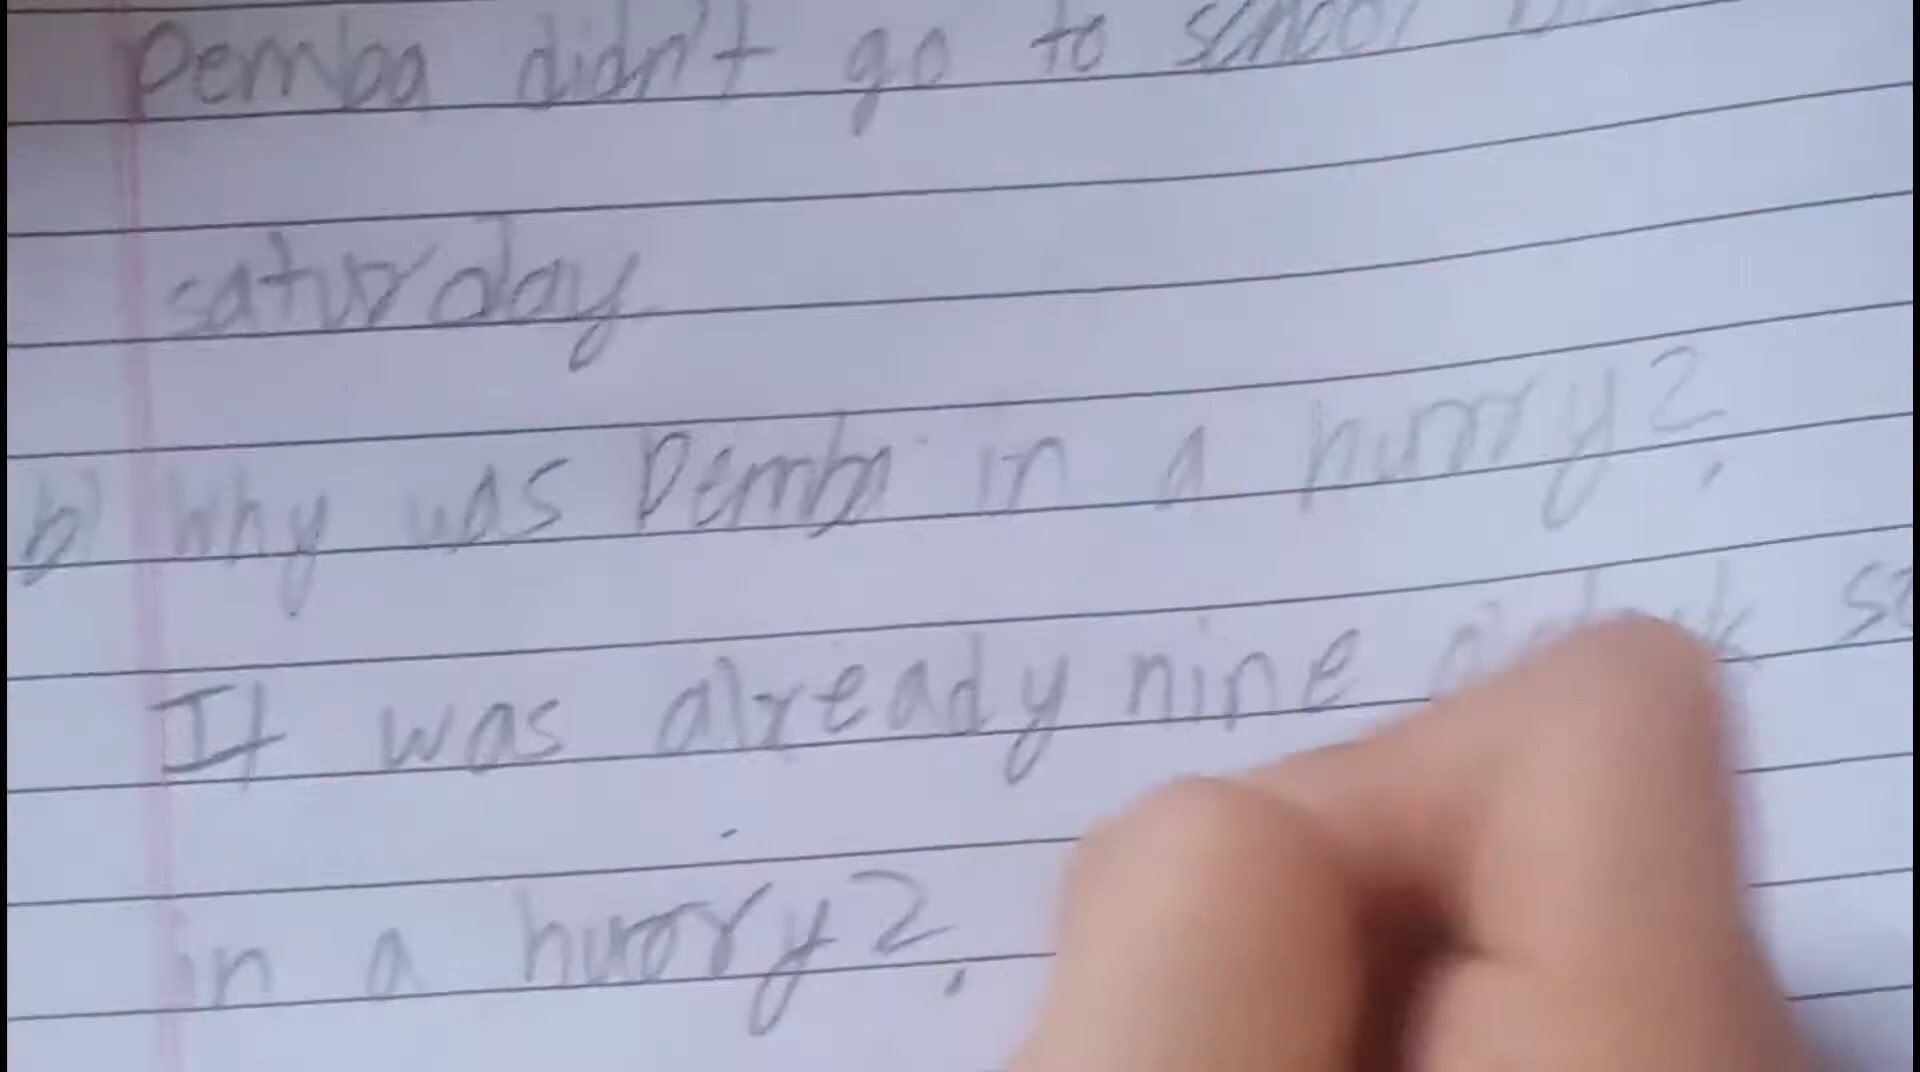 Pemba didn't go to school
saturday
b) Why was Pemba in a hurry?
It was already nine
in a hurry?